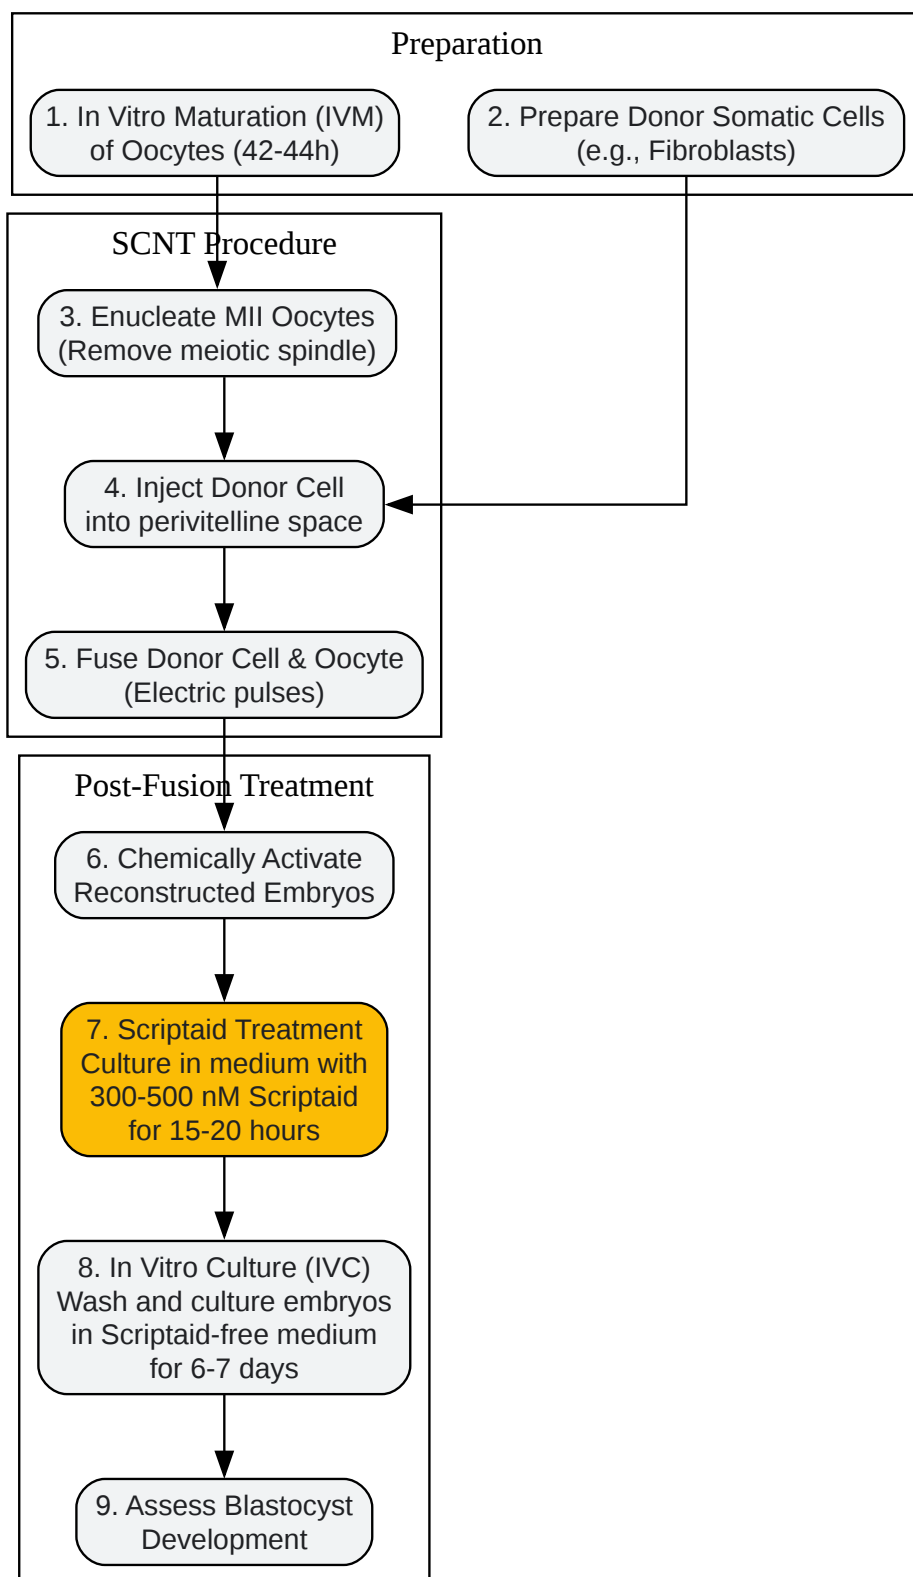 Preparation
1. In Vitro Maturation (IVM)
of Oocytes (42-44h)
2. Prepare Donor Somatic Cells
(e.g., Fibroblasts)
SCNT Procedure
3. Enucleate MII Oocytes
(Remove meiotic spindle)
4. Inject Donor Cell
into perivitelline space
5. Fuse Donor Cell & Oocyte
(Electric pulses)
Post-Fusion Treatment
6. Chemically Activate
Reconstructed Embryos
7. Scriptaid Treatment
Culture in medium with
300-500 nM Scriptaid
for 15-20 hours
8. In Vitro Culture (IVC)
Wash and culture embryos
in Scriptaid-free medium
for 6-7 days
9. Assess Blastocyst
Development